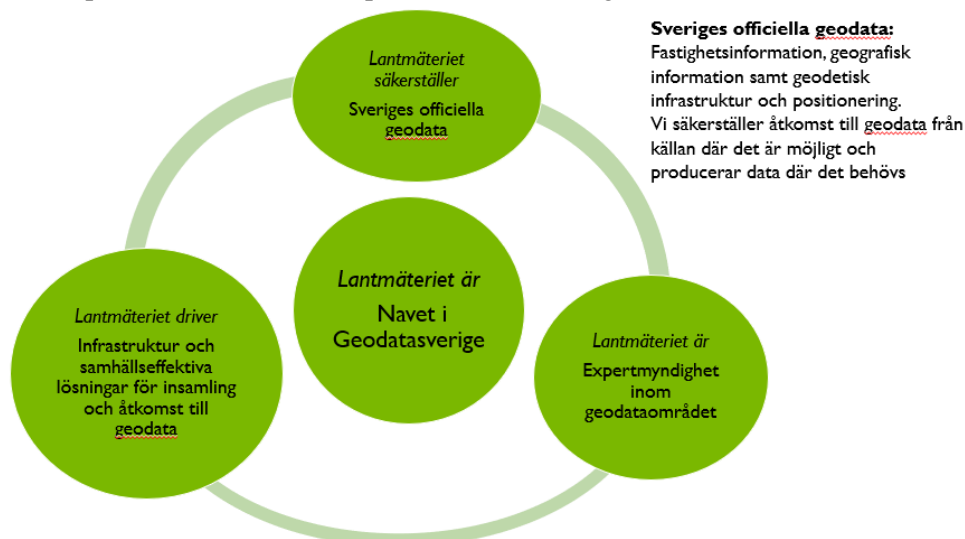 Lantmäteriet
säkerställer
Sveriges officiella
geodata
Sveriges officiella geodata:
Fastighetsinformation, geografisk
information samt geodetisk
infrastruktur och positionering.
Vi säkerställer åtkomst till geodata från
källan där det är möjligt och
producerar data där det behövs
Lantmäteriet är
Navet i
Geodatasverige
Lantmäteriet driver
Infrastruktur och
samhällseffektiva
lösningar för insamling
och åtkomst till
geodata
Lantmäteriet är
Expertmyndighet
inom
geodataområdet